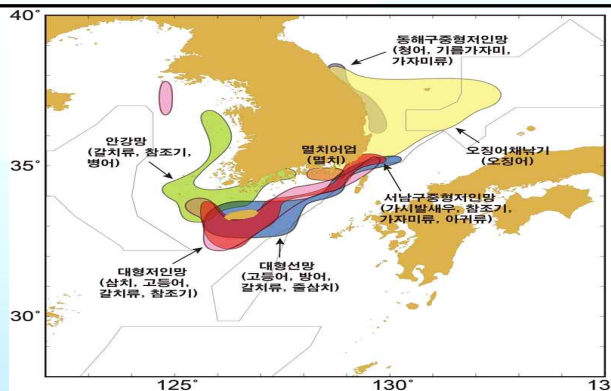 40°
동해구중형저인망
(청어, 기름가자미,
가자미류)
안강망
(갈치류, 참조기,
병어)
멸치어업
(멸치)
오징어채낚기
(오징어)
35°
서남구중형저인망
(가시발새우, 참조기,
가자미류, 아귀류)
대형저인망
(삼치, 고등어,
갈치류, 참조기)
대형선망
(고등어, 방어,
갈치류, 줄삼치)
30°
125°
130°
13